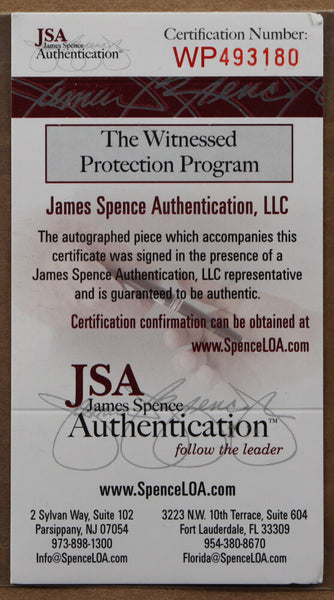 JSA
James Spence
Authentication™
Certification Number:
WP493180
James Spence
The Witnessed
Protection Program
James Spence Authentication, LLC
The autographed piece which accompanies this
certificate was signed in the presence of a
James Spence Authentication, LLC representative
and is guaranteed to be authentic.
Certification confirmation can be obtained at
www.SpenceLOA.com
JSA
James Spence
Authentication™
follow the leader
www.SpenceLOA.com
2 Sylvan Way, Suite 102
Parsippany, NJ 07054
973-898-1300
Info@SpenceLOA.com
3223 N.W. 10th Terrace, Suite 604
Fort Lauderdale, FL 33309
954-380-8670
Florida@SpenceLOA.com